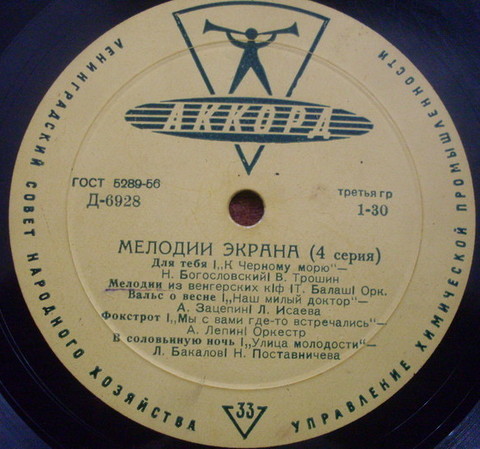 ЛЕНИНГРАДСКИЙ СОВЕТ НАРОДНОГО ХОЗЯЙСТВА
УПРАВЛЕНИЕ ХИМИЧЕСКОЙ ПРОМЫШЛЕННОСТИ
АККОРД
ГОСТ 5289-56
Д-6928
третья гр
1-30
МЕЛОДИИ ЭКРАНА (4 серия)
Для тебя |„К Черному морю"—
Н. Богословский| В. Трошин
Мелодии из венгерских к|ф |Т. Балаш| Орк.
Вальс о весне |„Наш милый доктор"—
А. Зацепин| Л. Исаева
Фокстрот |„Мы с вами где-то встречались"—
А. Лепин| Оркестр
В соловьиную ночь |„Улица молодости"—
Л. Бакалов| Н. Поставничева
33